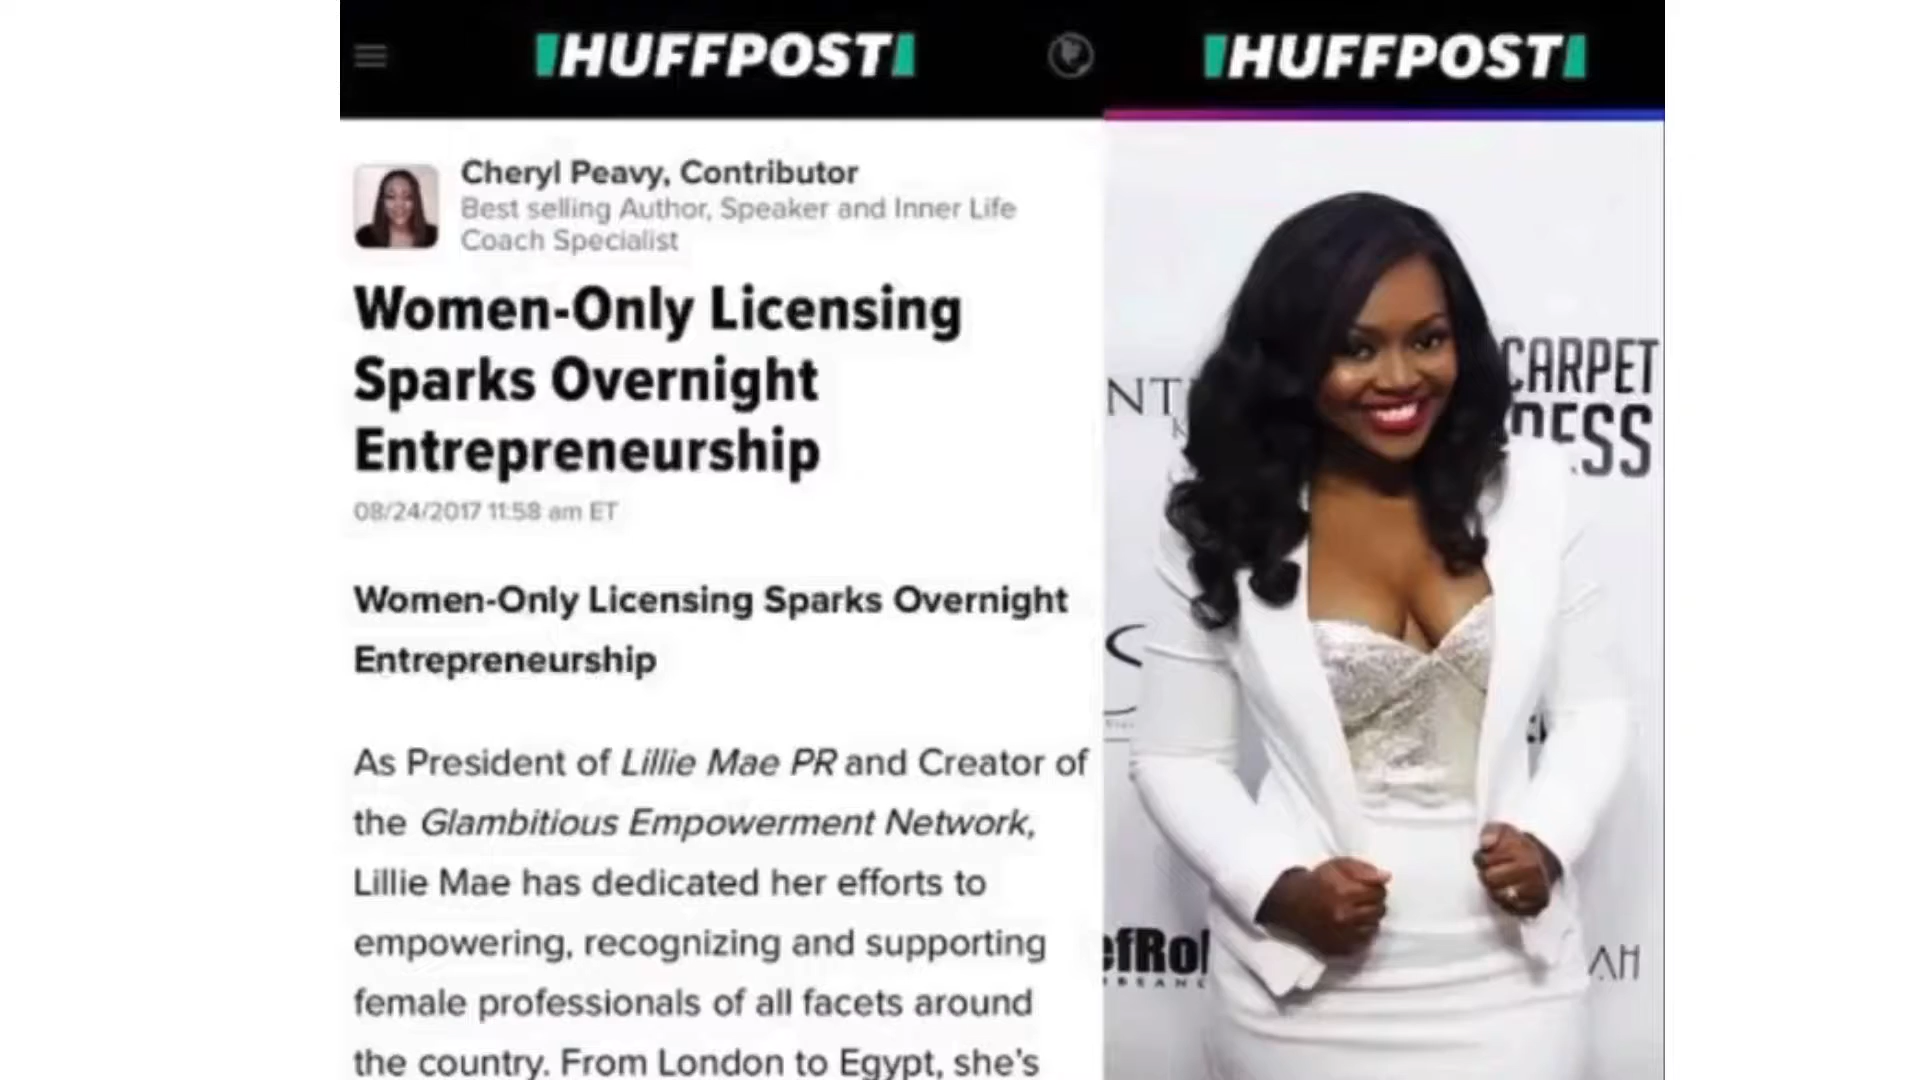 HUFFPOST
Cheryl Peavy, Contributor
Best selling Author, Speaker and Inner Life
Coach Specialist
Women-Only Licensing
Sparks Overnight
Entrepreneurship
08/24/2017 11:58 am ET
Women-Only Licensing Sparks Overnight
Entrepreneurship
As President of Lillie Mae PR and Creator of
the Glambitious Empowerment Network,
Lillie Mae has dedicated her efforts to
empowering, recognizing and supporting
female professionals of all facets around
the country. From London to Egypt, she's
HUFFPOST
CARPET